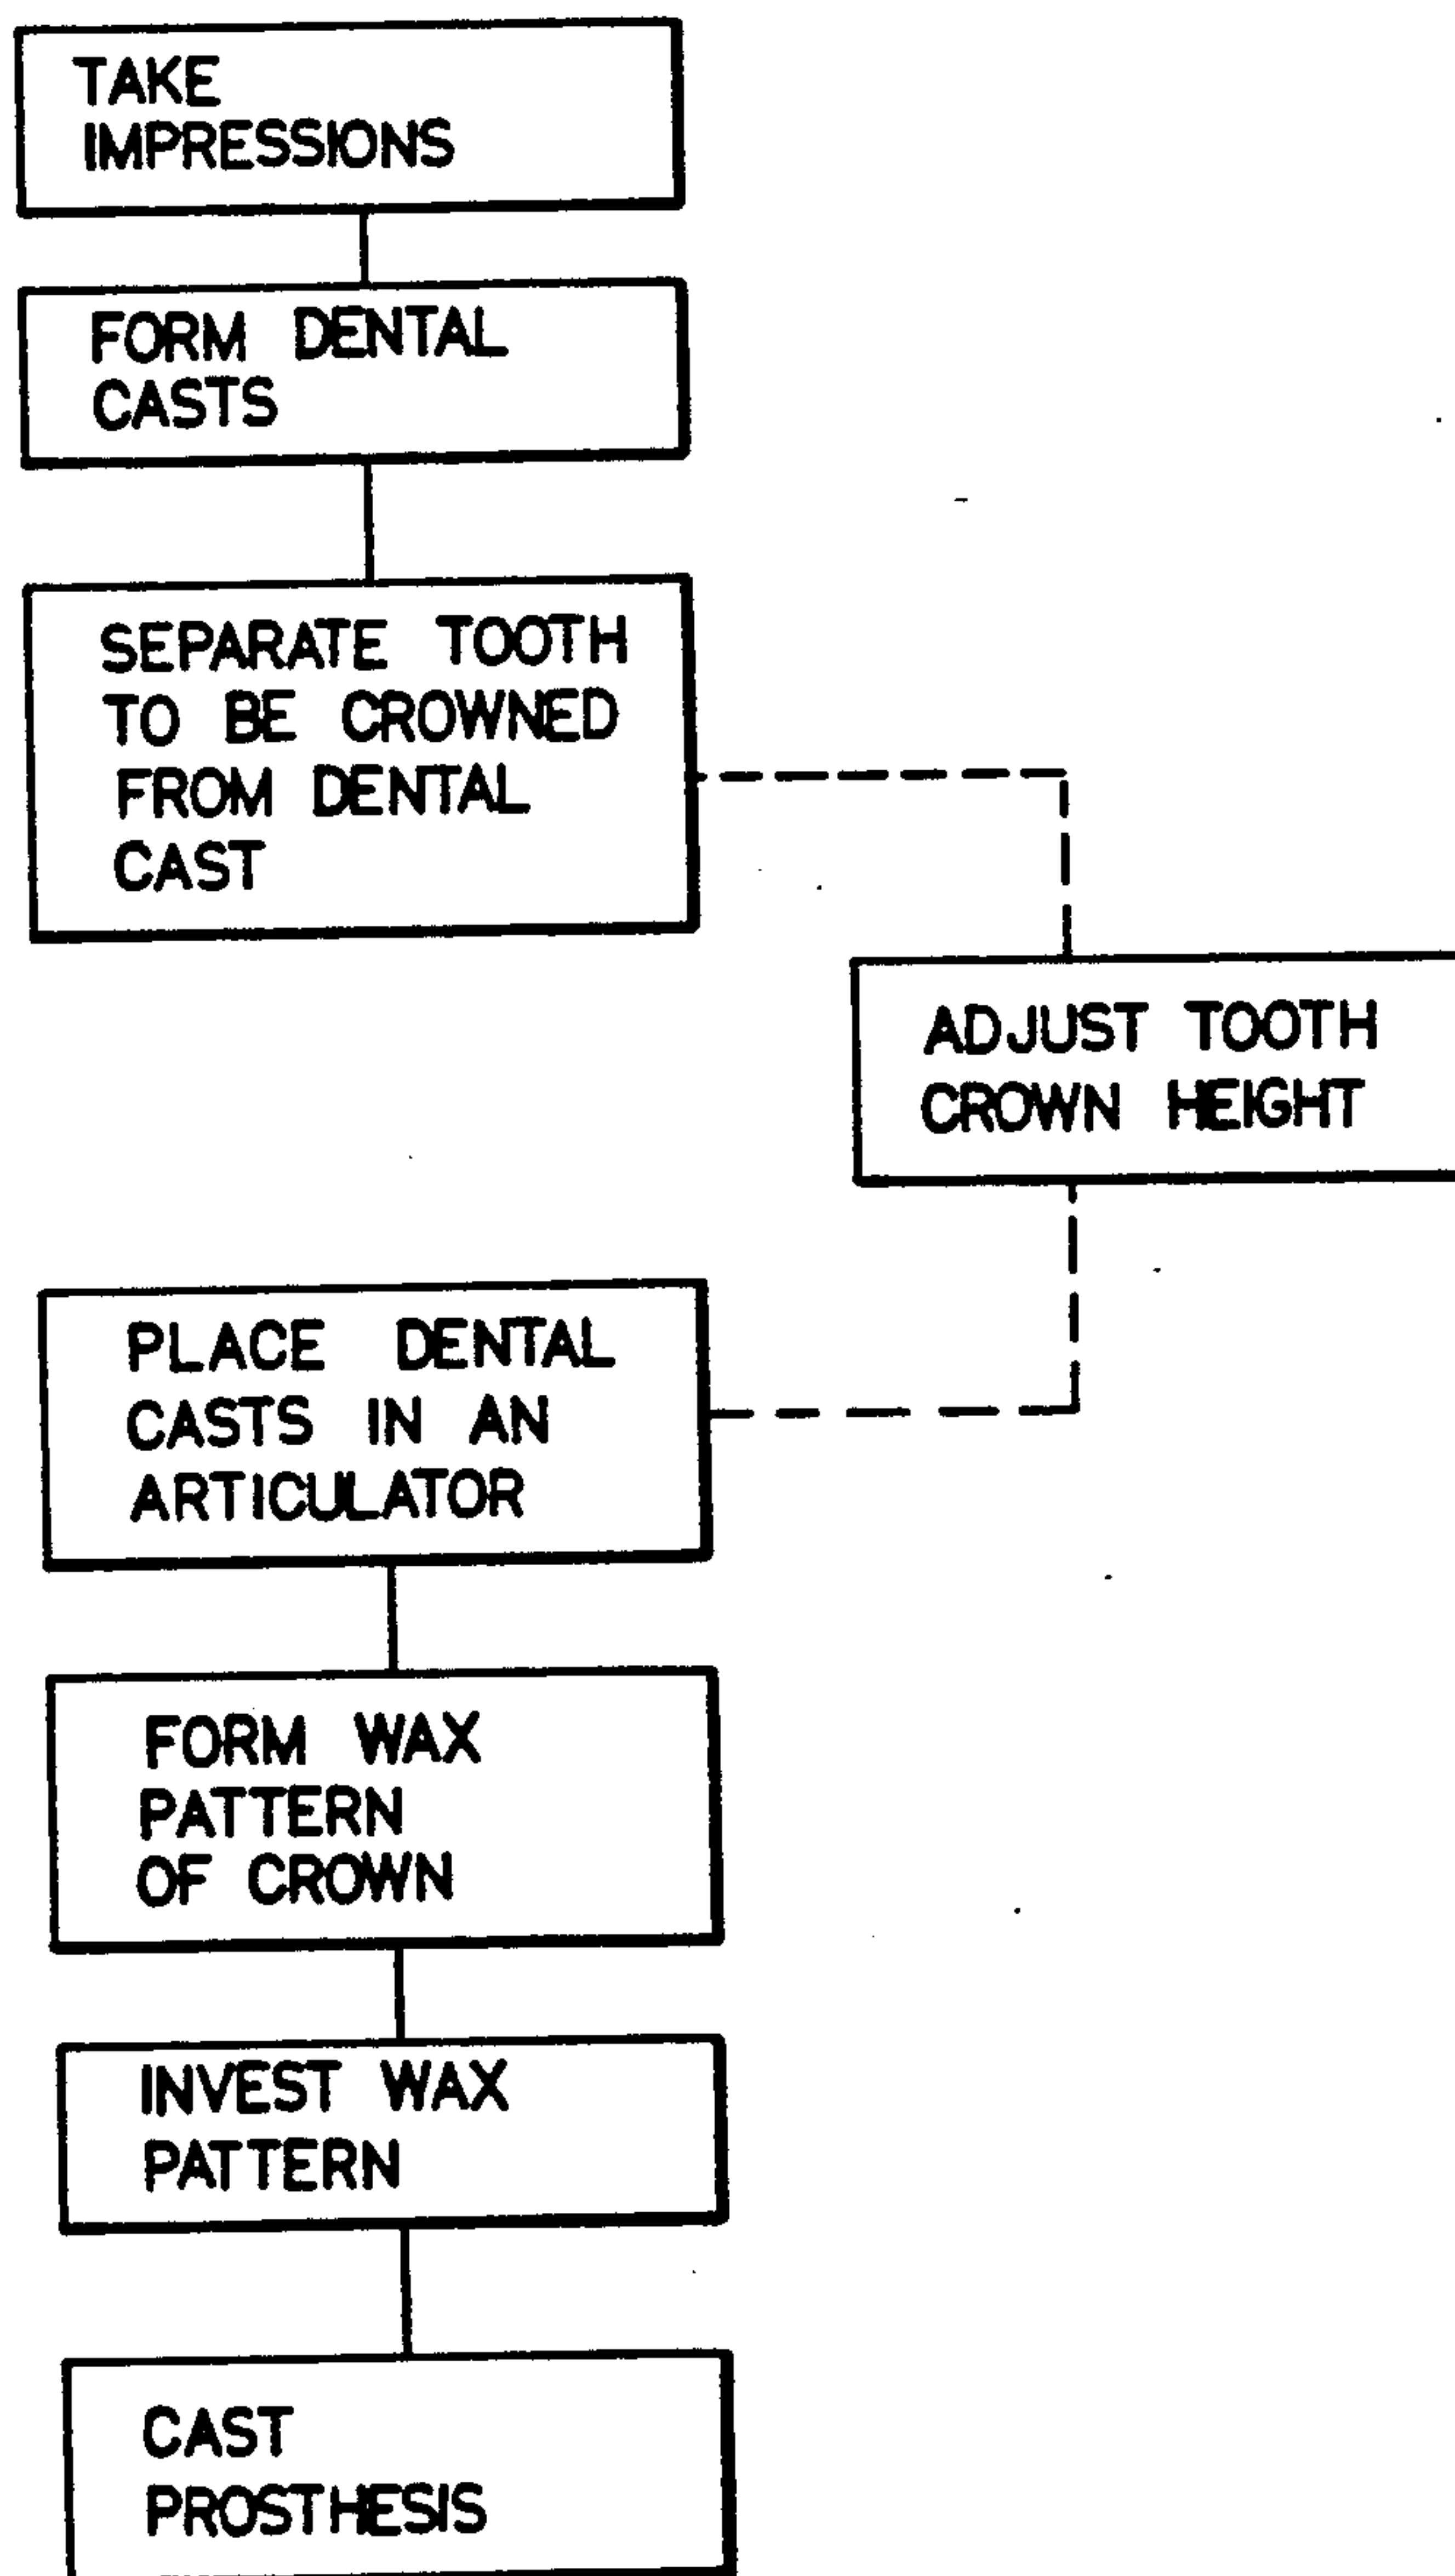 TAKE
IMPRESSIONS
FORM DENTAL
CASTS
SEPARATE TOOTH
TO BE CROWNED
FROM DENTAL
CAST
ADJUST TOOTH
CROWN HEIGHT
PLACE DENTAL
CASTS IN AN
ARTICULATOR
FORM WAX
PATTERN
OF CROWN
INVEST WAX
PATTERN
CAST
PROSTHESIS